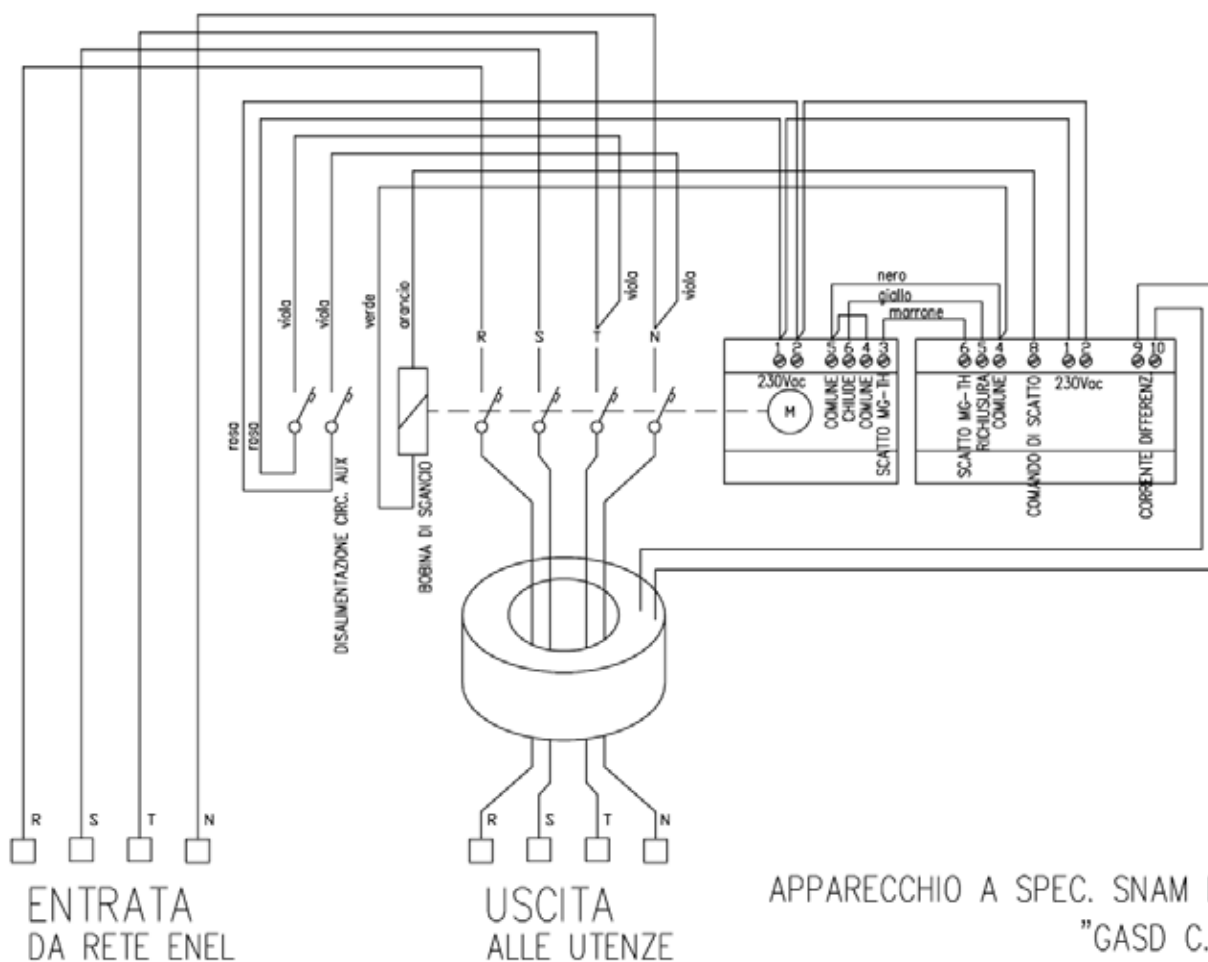 nero
giallo
marrone
viola
viola
verde
arancio
viola
viola
R
S
T
N
1
2
5
6
4
3
6
5
4
8
1
2
9
10
230Vac
M
COMUNE
CHIUDE
COMUNE
SCATTO MG-TH
SCATTO MG-TH
RICHIUSURA
COMUNE
COMANDO DI SCATTO
230Vac
CORRENTE DIFFERENZ.
rosa
rosa
DISALIMENTAZIONE CIRC. AUX
BOBINA DI SGANCIO
R
S
T
N
R
S
T
N
ENTRATA
DA RETE ENEL
USCITA
ALLE UTENZE
APPARECCHIO A SPEC. SNAM
"GASD C.